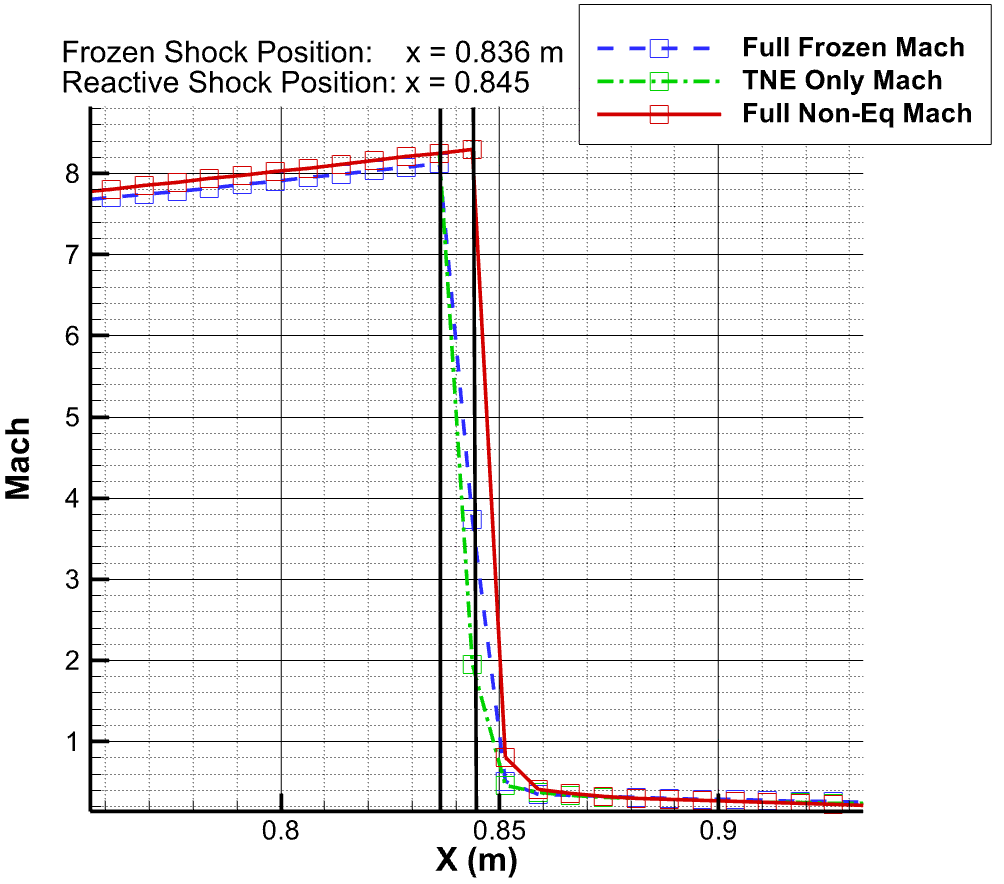 Frozen Shock Position: x = 0.836 m
Reactive Shock Position: x = 0.845
Full Frozen Mach
TNE Only Mach
Full Non-Eq Mach
8
7
6
5
4
3
2
1
Mach
0.8
0.85
0.9
X (m)